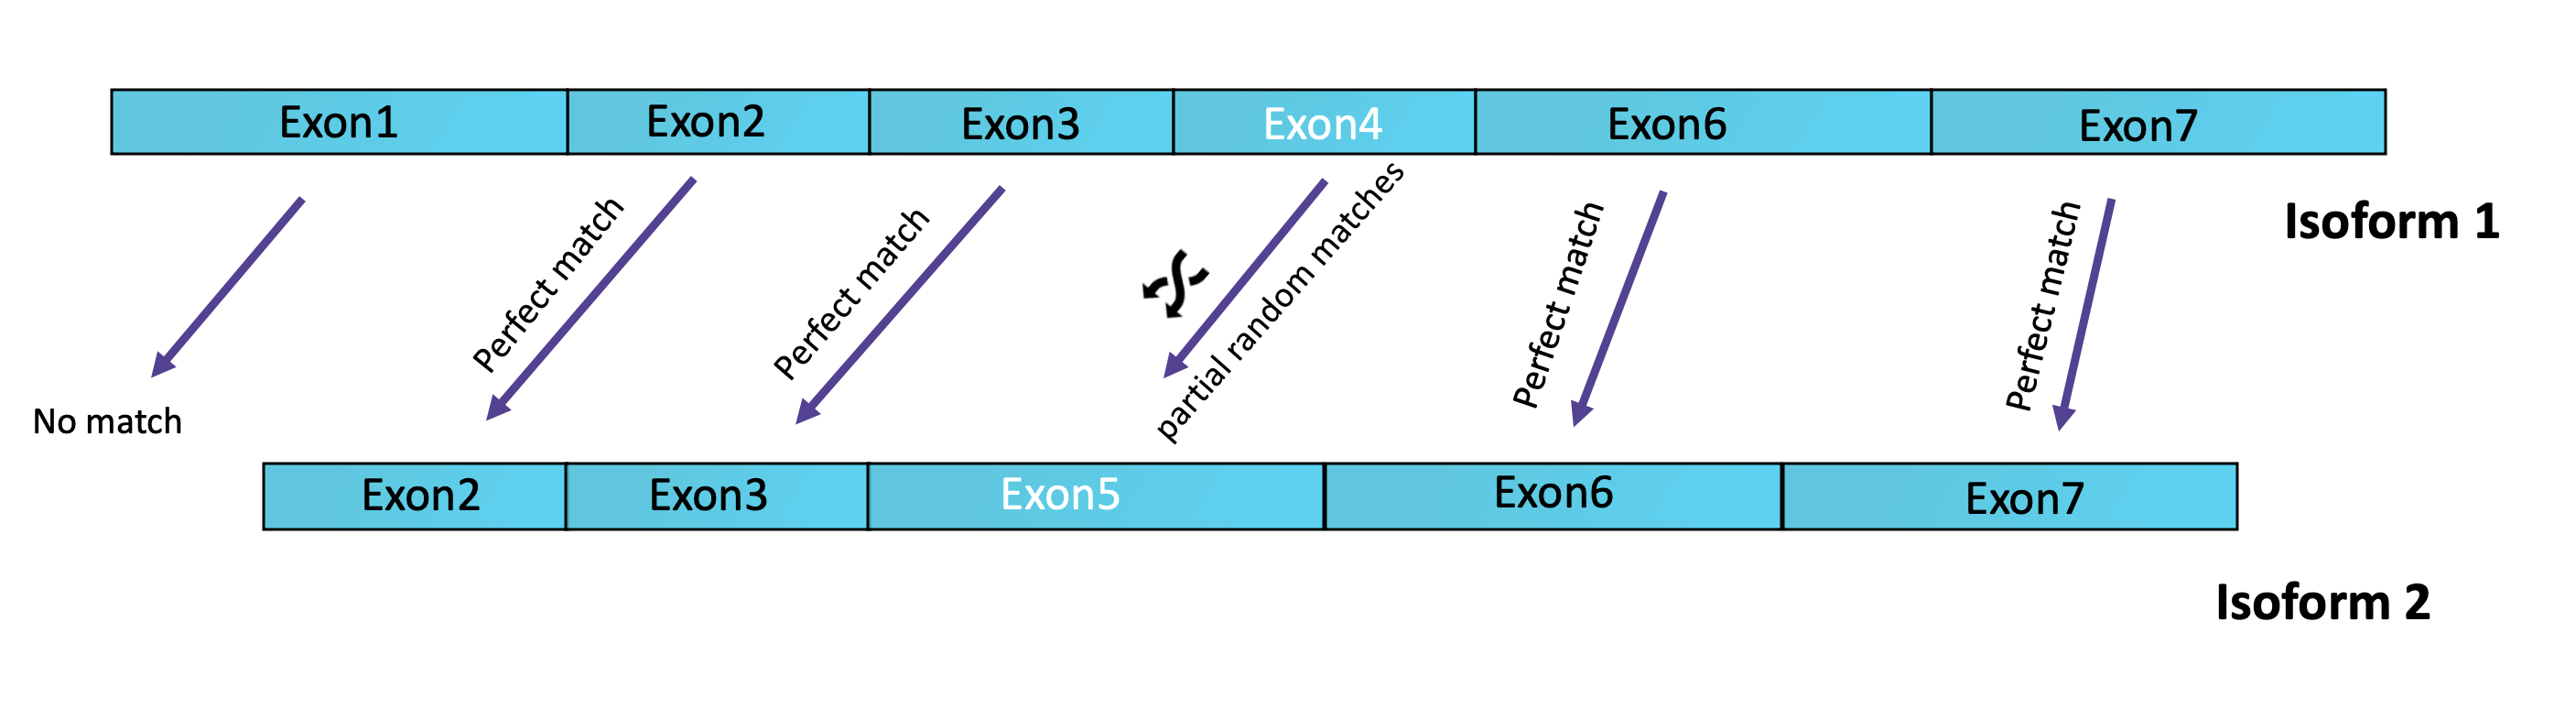 Exon1 Exon2 Exon3 Exon4 Exon6 Exon7
Isoform 1
No match
Perfect match
Perfect match
partial random matches
Perfect match
Perfect match
Exon2 Exon3 Exon5 Exon6 Exon7
Isoform 2